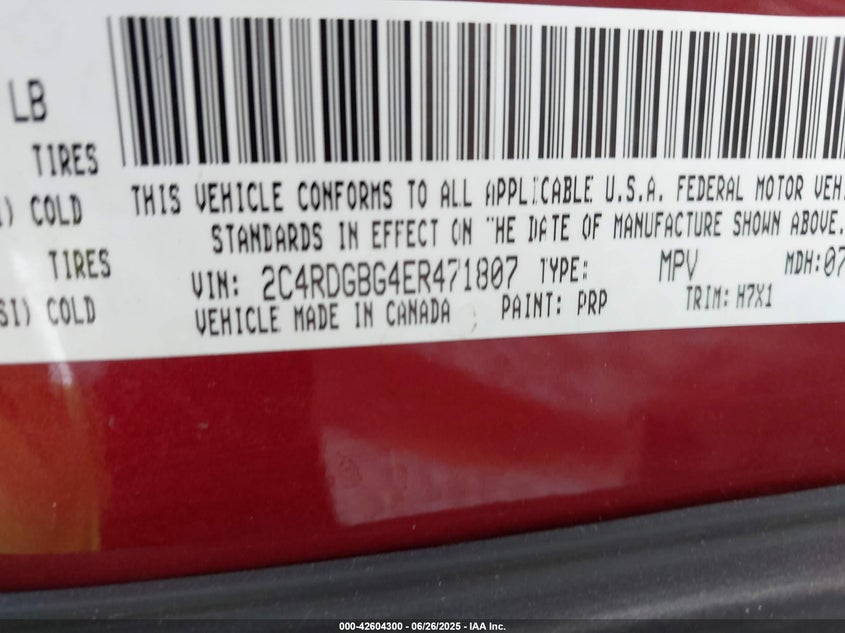 LB
TIRES
) COLD
TIRES
SI) COLD
THIS VEHICLE CONFORMS TO ALL APPLICABLE U.S.A. FEDERAL MOTOR VEH
STANDARDS IN EFFECT ON THE DATE OF MANUFACTURE SHOWN ABOVE.
VIN: 2C4RDGBG4ER471807 TYPE: MPV MDH:07
VEHICLE MADE IN CANADA PAINT: PRP TRIM: H7X1
000-42604300 - 06/26/2025 - IAA Inc.